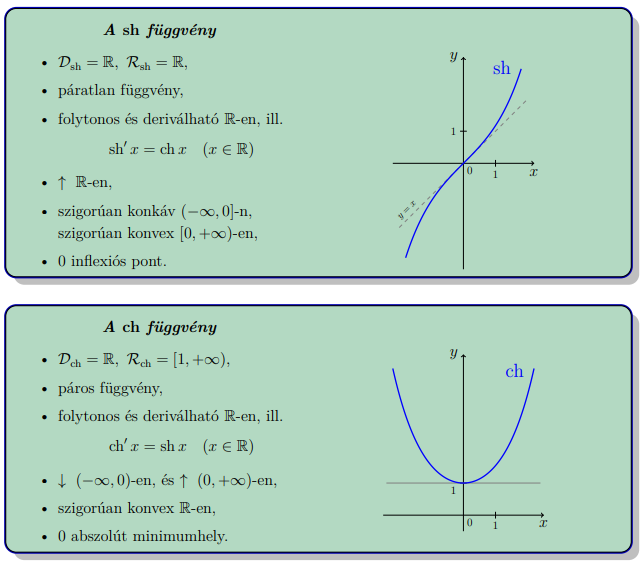 A sh függvény
• 𝒟sh = ℝ, ℛsh = ℝ,
• páratlan függvény,
• folytonos és deriválható ℝ-en, ill.
sh′ x = ch x (x ∈ ℝ)
• ↑ ℝ-en,
• szigorúan konkáv (−∞, 0]-n,
szigorúan konvex [0, +∞)-en,
• 0 inflexiós pont.
y
sh
1
0
1
x
y = x
A ch függvény
• 𝒟ch = ℝ, ℛch = [1, +∞),
• páros függvény,
• folytonos és deriválható ℝ-en, ill.
ch′ x = sh x (x ∈ ℝ)
• ↓ (−∞, 0)-en, és ↑ (0, +∞)-en,
• szigorúan konvex ℝ-en,
• 0 abszolút minimumhely.
y
ch
1
0
1
x